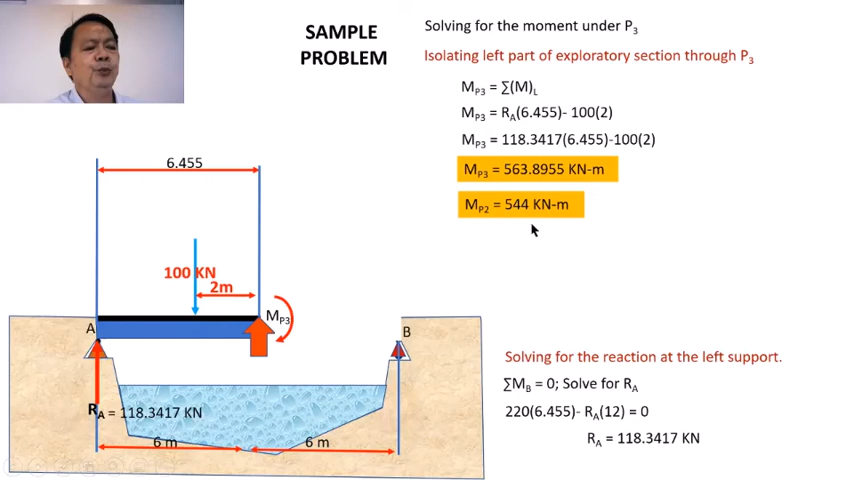 SAMPLE
PROBLEM
Solving for the moment under P3
Isolating left part of exploratory section through P3
MP3 = ∑(M)L
MP3 = RA(6.455)- 100(2)
MP3 = 118.3417(6.455)-100(2)
MP3 = 563.8955 KN-m
MP2 = 544 KN-m
6.455
100 KN
2m
MP3
A
B
RA = 118.3417 KN
6 m
6 m
Solving for the reaction at the left support.
∑MB = 0; Solve for RA
220(6.455)- RA(12) = 0
RA = 118.3417 KN